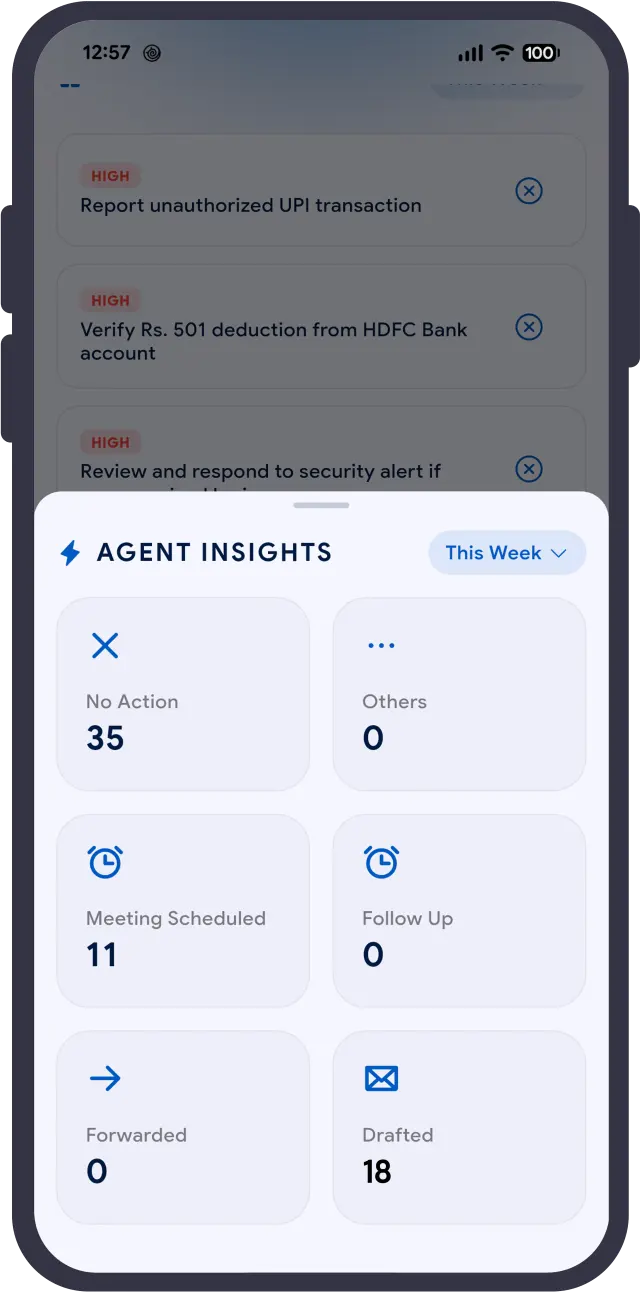 12:57
100
This Week
HIGH
Report unauthorized UPI transaction
HIGH
Verify Rs. 501 deduction from HDFC Bank
account
HIGH
Review and respond to security alert if
AGENT INSIGHTS
This Week
No Action
35
Others
0
Meeting Scheduled
11
Follow Up
0
Forwarded
0
Drafted
18